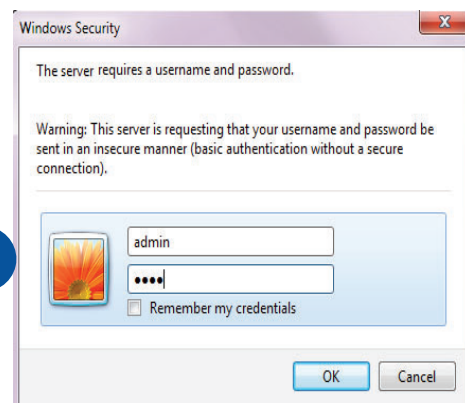 Windows Security
The server requires a username and password.
Warning: This server is requesting that your username and password be
sent in an insecure manner (basic authentication without a secure
connection).
admin
••••
Remember my credentials
OK
Cancel